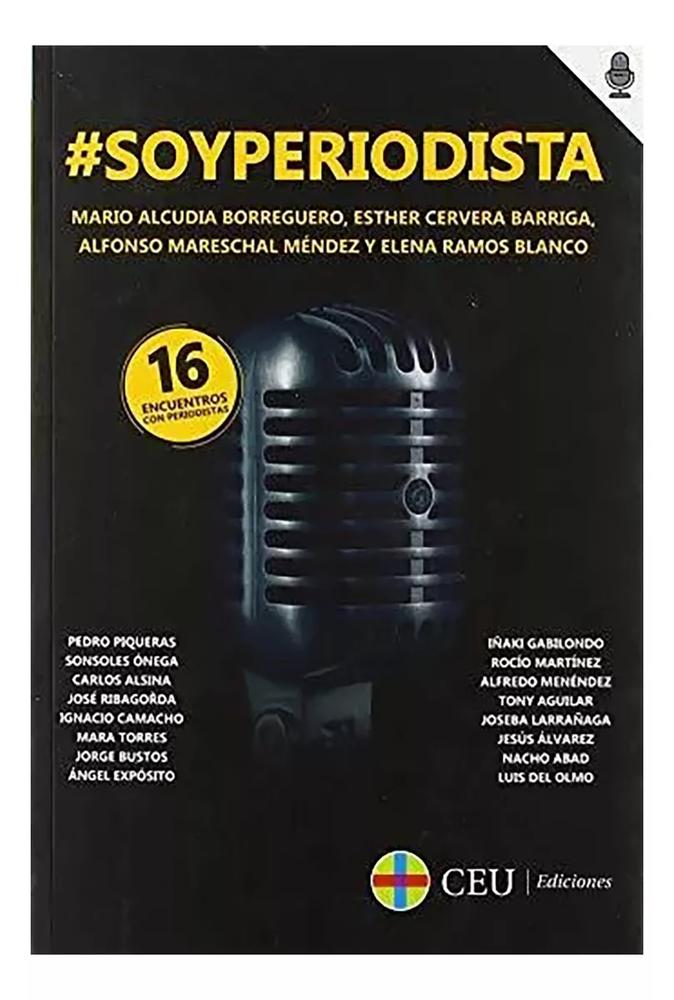 #SOYPERIODISTA
MARIO ALCUDIA BORREGUERO, ESTHER CERVERA BARRIGA,
ALFONSO MARESCHAL MÉNDEZ Y ELENA RAMOS BLANCO
16
ENCUENTROS
CON PERIODISTAS
PEDRO PIQUERAS
SONSOLES ÓNEGA
CARLOS ALSINA
JOSÉ RIBAGORDA
IGNACIO CAMACHO
MARA TORRES
JORGE BUSTOS
ÁNGEL EXPÓSITO
IÑAKI GABILONDO
ROCÍO MARTÍNEZ
ALFREDO MENÉNDEZ
TONY AGUILAR
JOSEBA LARRAÑAGA
JESÚS ÁLVAREZ
NACHO ABAD
LUIS DEL OLMO
CEU | Ediciones